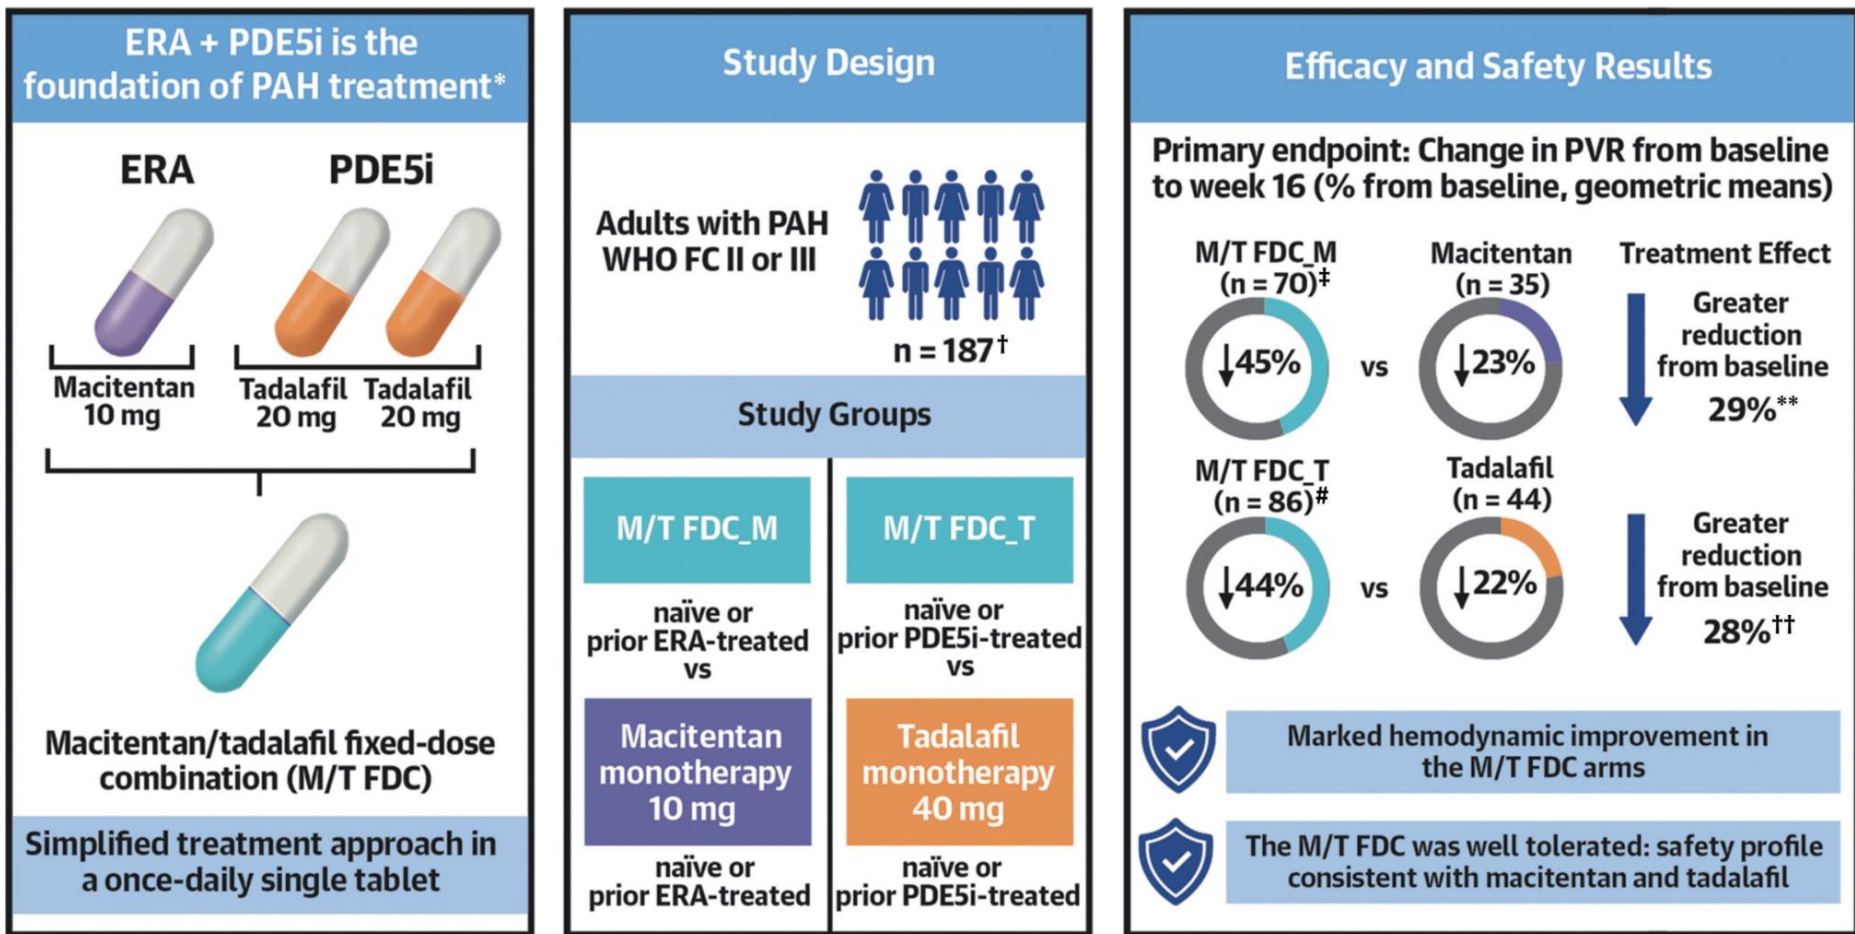 ERA + PDE5i is the
foundation of PAH treatment*
ERA
PDE5i
Macitentan
10 mg
Tadalafil
20 mg
Tadalafil
20 mg
Macitentan/tadalafil fixed-dose
combination (M/T FDC)
Simplified treatment approach in
a once-daily single tablet
Study Design
Adults with PAH
WHO FC II or III
n = 187†
Study Groups
M/T FDC_M
naïve or
prior ERA-treated
vs
Macitentan
monotherapy
10 mg
naïve or
prior ERA-treated
M/T FDC_T
naïve or
prior PDE5i-treated
vs
Tadalafil
monotherapy
40 mg
naïve or
prior PDE5i-treated
Efficacy and Safety Results
Primary endpoint: Change in PVR from baseline
to week 16 (% from baseline, geometric means)
M/T FDC_M
(n = 70)‡
↓45%
vs
Macitentan
(n = 35)
↓23%
Treatment Effect
Greater
reduction
from baseline
29%**
M/T FDC_T
(n = 86)#
↓44%
vs
Tadalafil
(n = 44)
↓22%
Greater
reduction
from baseline
28%††
Marked hemodynamic improvement in
the M/T FDC arms
The M/T FDC was well tolerated: safety profile
consistent with macitentan and tadalafil